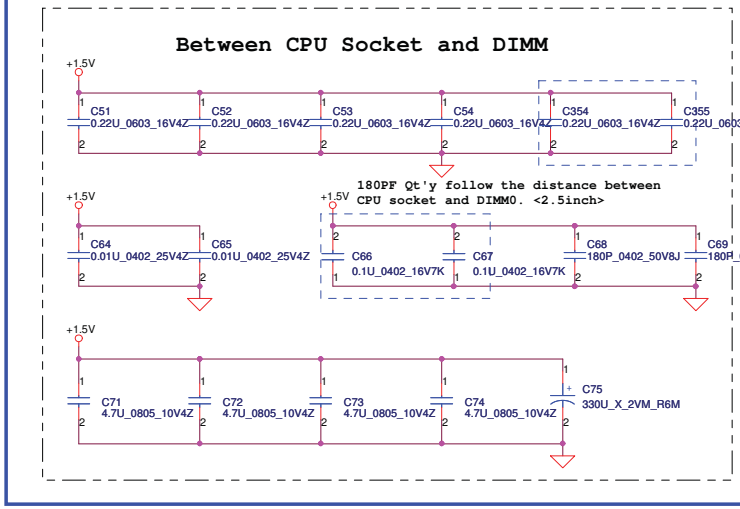 Between CPU Socket and DIMM
+1.5V
1 1 1 1 1 1
C51 C52 C53 C54 C354 C355
0.22U_0603_16V4Z 0.22U_0603_16V4Z 0.22U_0603_16V4Z 0.22U_0603_16V4Z 0.22U_0603_16V4Z 0.22U_0603
2 2 2 2 2 2
180PF Qt'y follow the distance between
CPU socket and DIMM0. <2.5inch>
+1.5V +1.5V
1 1 2 2 1 1
C64 C65 C66 C67 C68 C69
0.01U_0402_25V4Z 0.01U_0402_25V4Z 0.1U_0402_16V7K 0.1U_0402_16V7K 180P_0402_50V8J 180P_
2 2 1 1 2 2
+1.5V
1 1 1 1 1
C71 C72 C73 C74 C75
4.7U_0805_10V4Z 4.7U_0805_10V4Z 4.7U_0805_10V4Z 4.7U_0805_10V4Z 330U_X_2VM_R6M
+
2 2 2 2 2